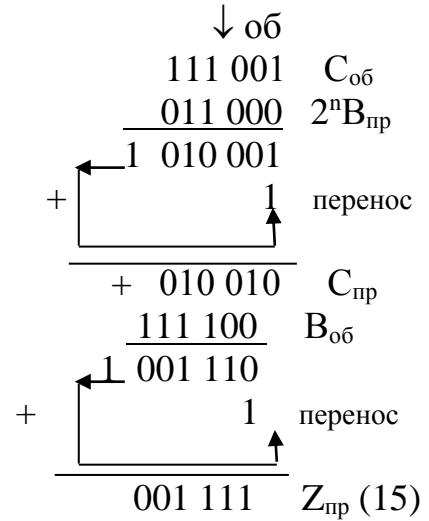 ↓ об
111 001 Cоб
011 000 2ⁿBпр
1 010 001
+ 1 перенос
+ 010 010 Cпр
111 100 Bоб
1 001 110
+ 1 перенос
001 111 Zпр (15)